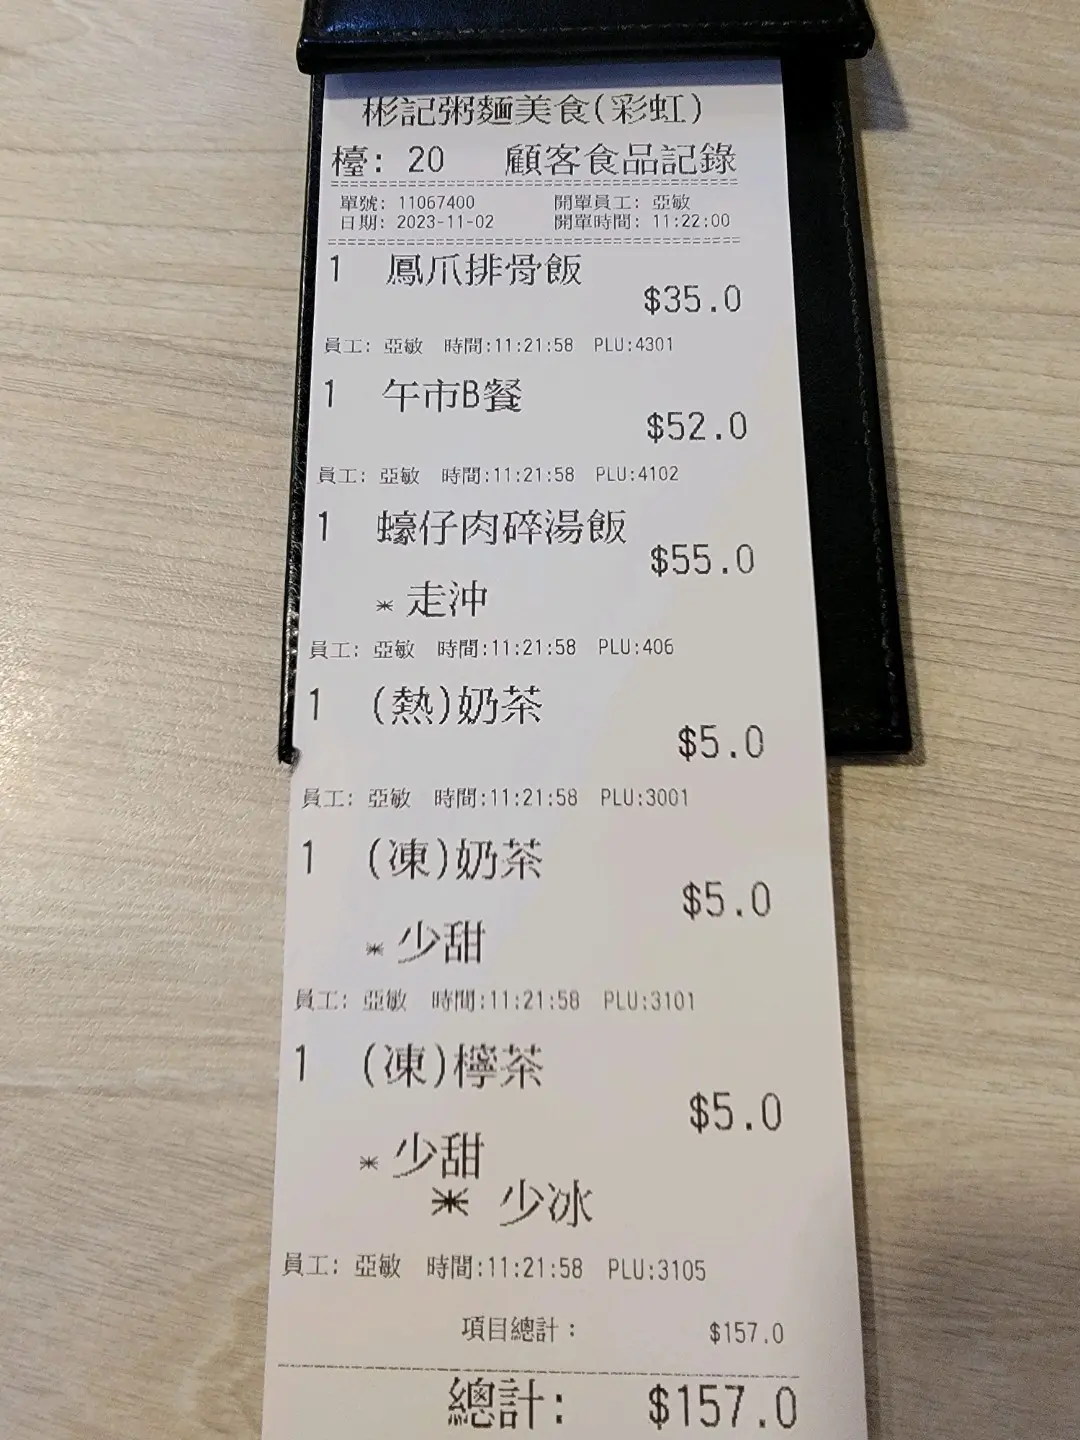 彬記粥麵美食(彩虹)
檯: 20 顧客食品記錄
單號: 11067400 開單員工: 亞敏
日期: 2023-11-02 開單時間: 11:22:00
1 鳳爪排骨飯
$35.0
員工: 亞敏 時間:11:21:58 PLU:4301
1 午市B餐
$52.0
員工: 亞敏 時間:11:21:58 PLU:4102
1 蠔仔肉碎湯飯
$55.0
* 走沖
員工: 亞敏 時間:11:21:58 PLU:406
1 (熱)奶茶
$5.0
員工: 亞敏 時間:11:21:58 PLU:3001
1 (凍)奶茶
$5.0
* 少甜
員工: 亞敏 時間:11:21:58 PLU:3101
1 (凍)檸茶
$5.0
* 少甜
* 少冰
員工: 亞敏 時間:11:21:58 PLU:3105
項目總計: $157.0
總計: $157.0